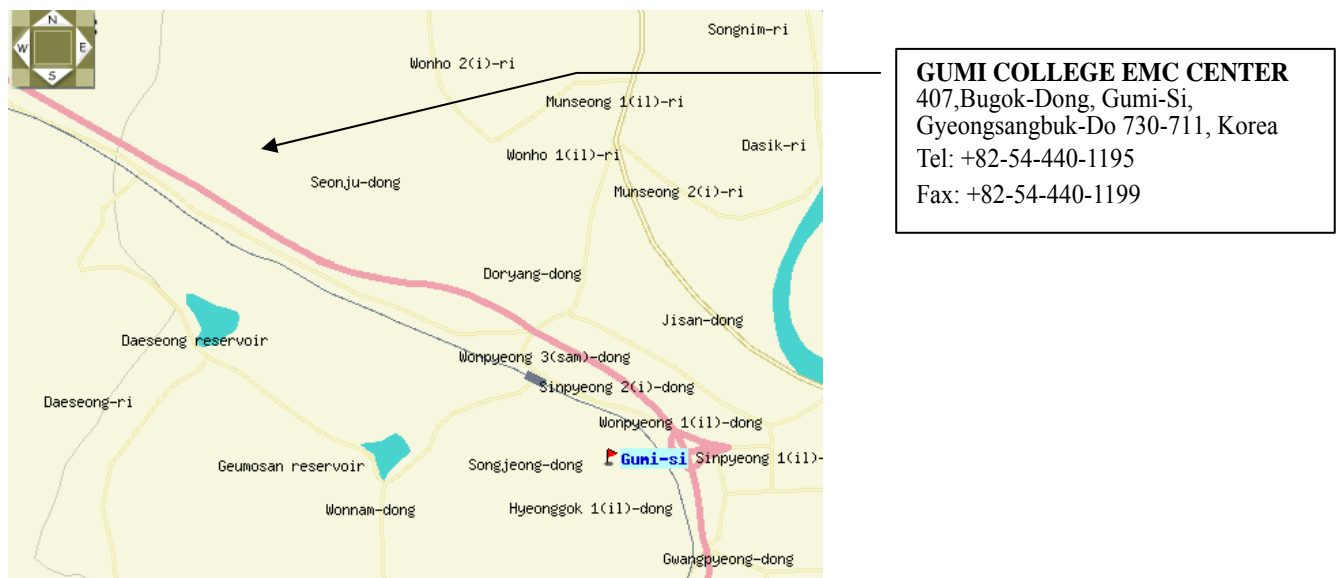 N
W
E
S
Songnim-ri
Wonho 2(i)-ri
Munseong 1(il)-ri
Dasik-ri
Wonho 1(il)-ri
Seonju-dong
Munseong 2(i)-ri
Doryang-dong
Jisan-dong
Daeseong reservoir
Wonpyeong 3(sam)-dong
Sinpyeong 2(i)-dong
Daeseong-ri
Wonpyeong 1(il)-dong
Gumi-si
Sinpyeong 1(il)-
Geumosan reservoir
Songjeong-dong
Wonnam-dong
Hyeonggok 1(il)-dong
Gwangpyeong-dong
GUMI COLLEGE EMC CENTER
407,Bugok-Dong, Gumi-Si,
Gyeongsangbuk-Do 730-711, Korea
Tel: +82-54-440-1195
Fax: +82-54-440-1199